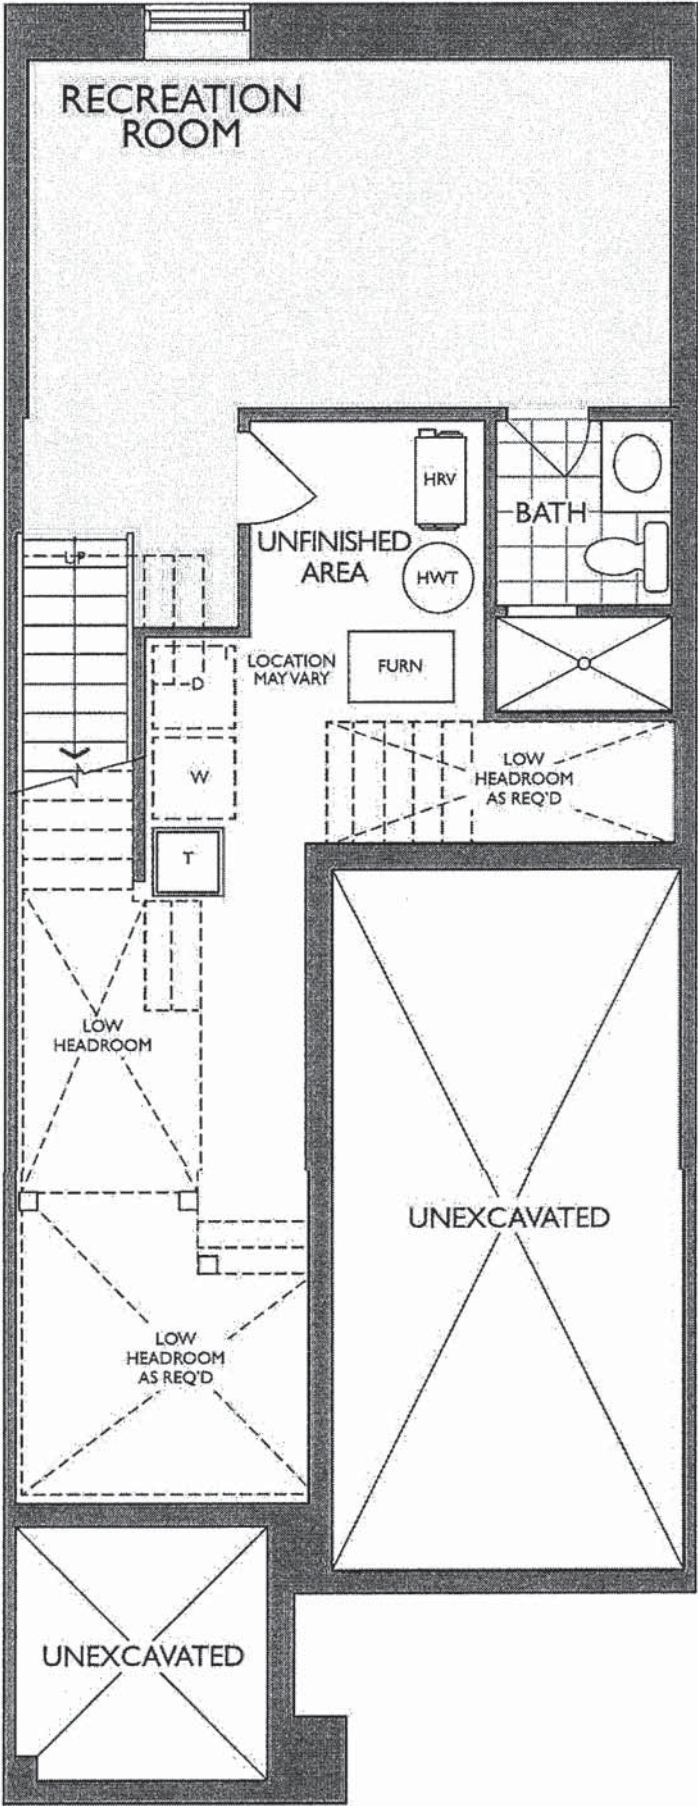 RECREATION
ROOM
HRV
BATH
UP
UNFINISHED
AREA
HWT
LOCATION
MAY VARY
FURN
D
W
LOW
HEADROOM
AS REQ'D
T
LOW
HEADROOM
UNEXCAVATED
LOW
HEADROOM
AS REQ'D
UNEXCAVATED